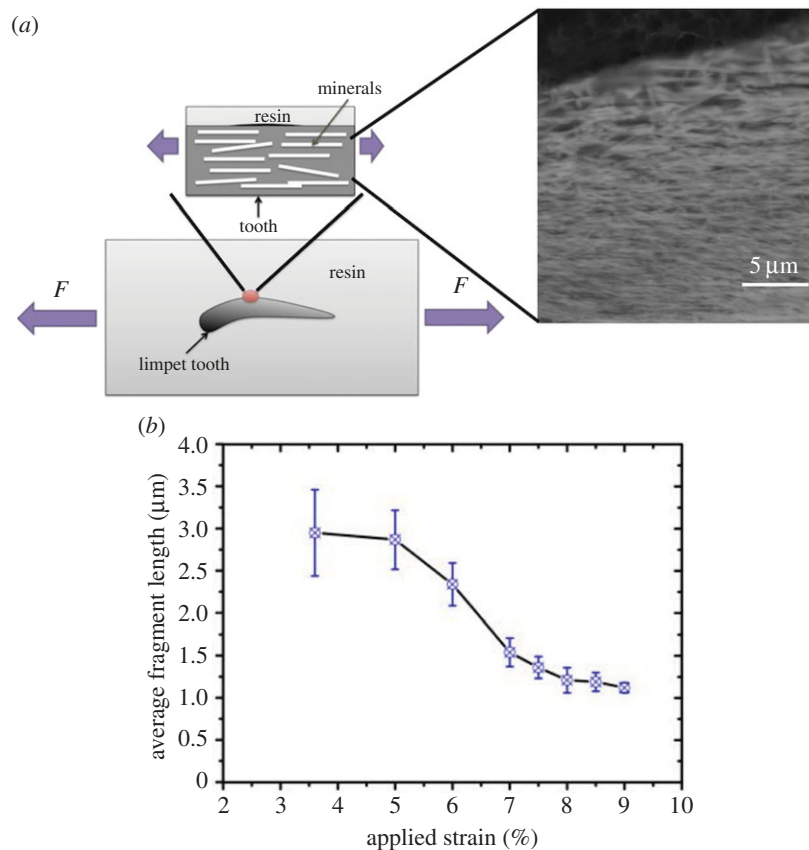 (a)
minerals
resin
tooth
5 µm
resin
F
F
limpet tooth
(b)
4.0
3.5
3.0
2.5
2.0
1.5
1.0
0.5
0
average fragment length (µm)
2 3 4 5 6 7 8 9 10
applied strain (%)